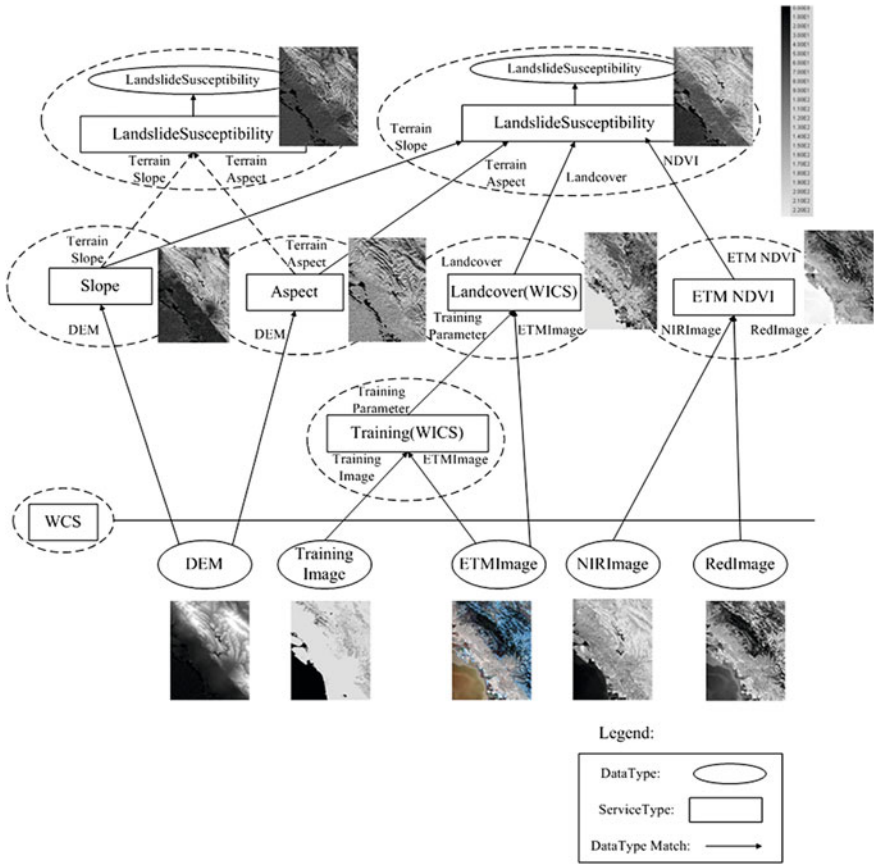 LandslideSusceptibility
LandslideSusceptibility
LandslideSusceptibility
LandslideSusceptibility
Terrain
Slope
Terrain
Aspect
Terrain
Slope
Terrain
Aspect
Landcover
NDVI
Terrain
Slope
Terrain
Aspect
Landcover
ETM NDVI
Slope
Aspect
Landcover(WICS)
ETM NDVI
DEM
DEM
Training
Parameter
ETMImage
NIRImage
RedImage
Training
Parameter
Training(WICS)
Training
Image
ETMImage
WCS
DEM
Training
Image
ETMImage
NIRImage
RedImage
Legend:
DataType:
ServiceType:
DataType Match: